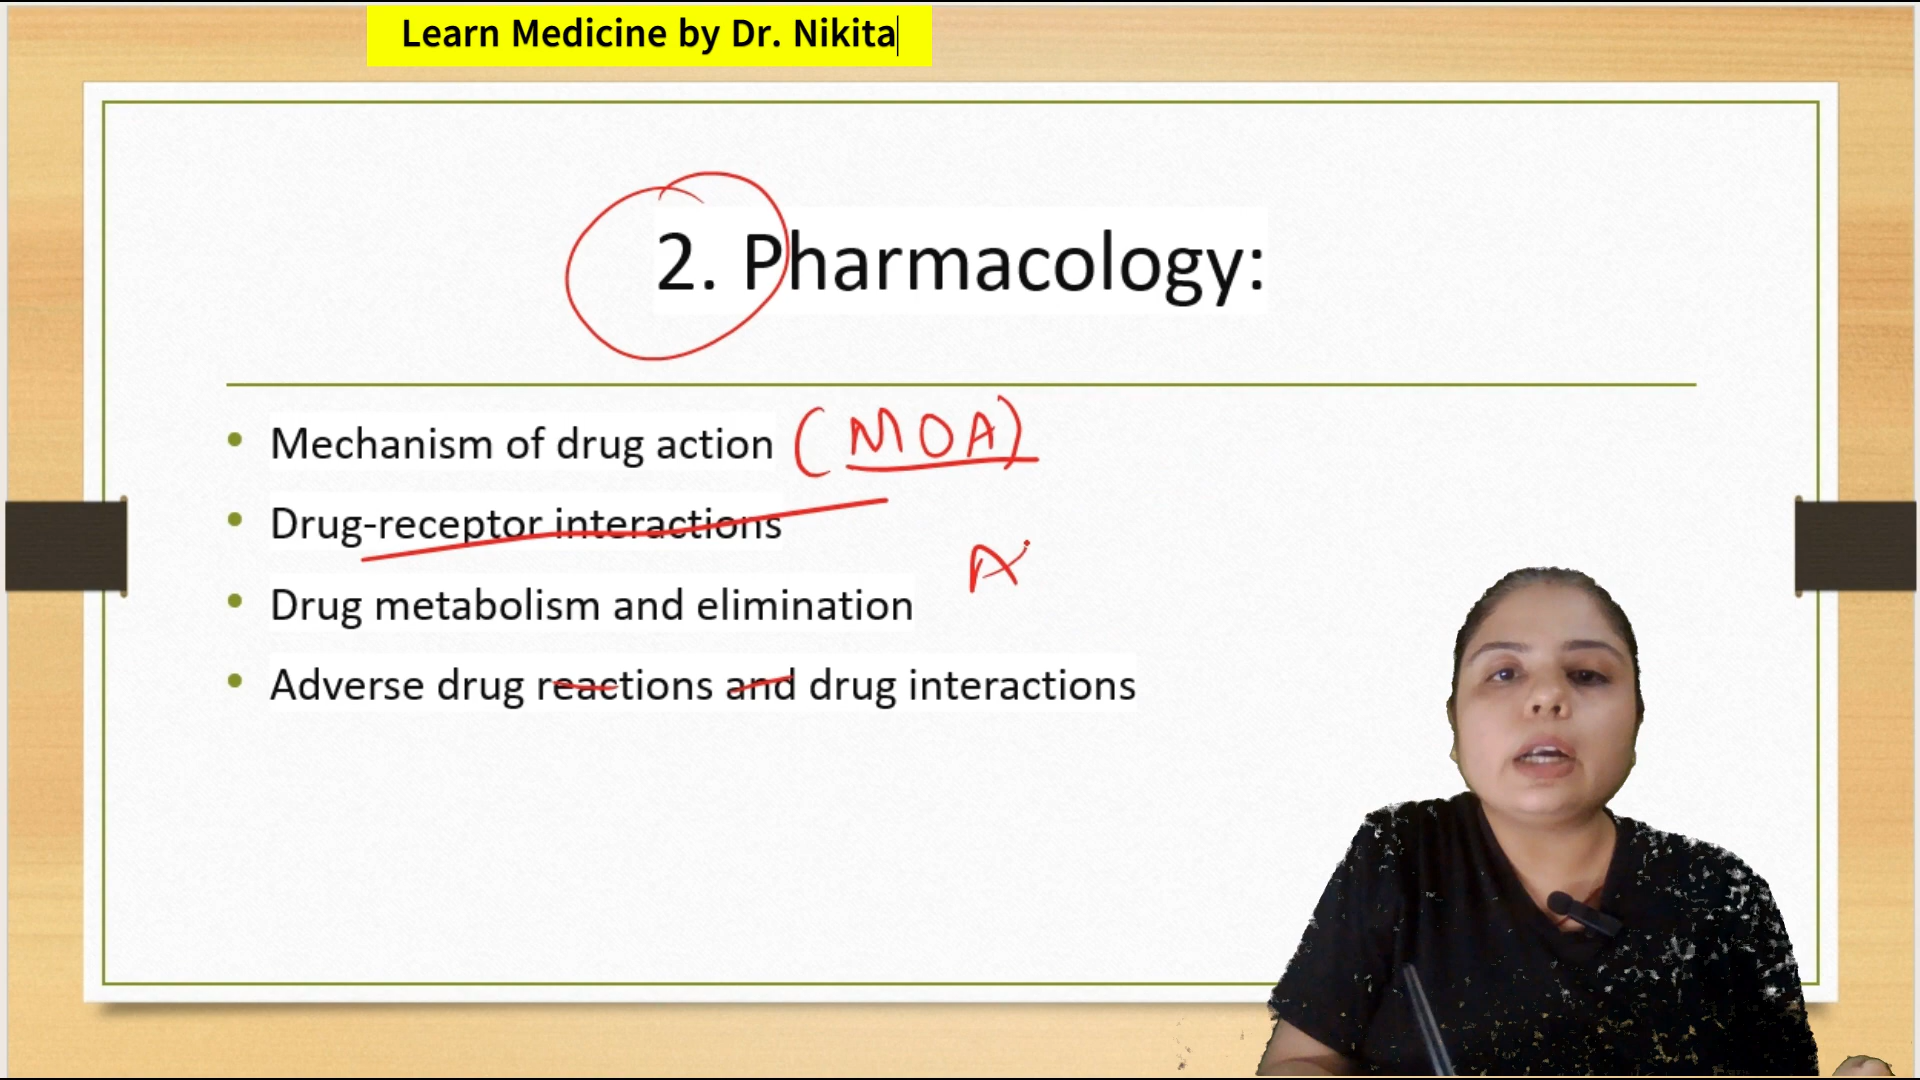 Learn Medicine by Dr. Nikita
2. Pharmacology:
• Mechanism of drug action (MOA)
• Drug-receptor interactions
A
• Drug metabolism and elimination
• Adverse drug reactions and drug interactions